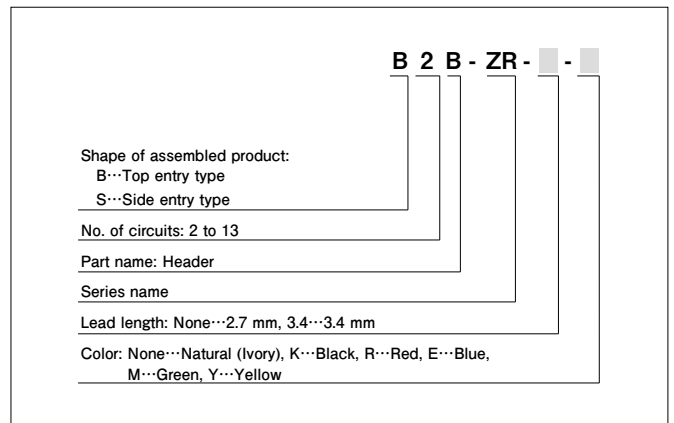 B 2 B - ZR - -
Shape of assembled product:
B…Top entry type
S…Side entry type
No. of circuits: 2 to 13
Part name: Header
Series name
Lead length: None…2.7 mm, 3.4…3.4 mm
Color: None…Natural (Ivory), K…Black, R…Red, E…Blue,
M…Green, Y…Yellow